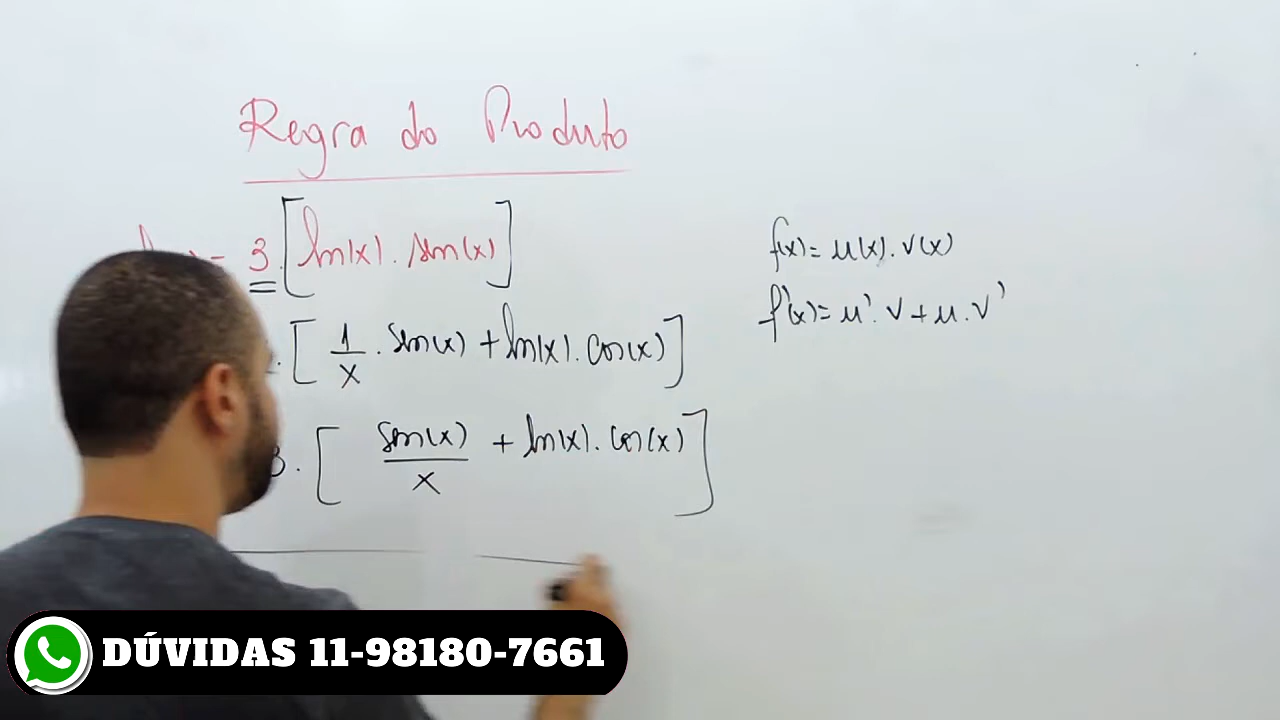 Regra do Produto
= 3 . [ ln(x) . sen(x) ]
. [ 1/x . sen(x) + ln(x) . cos(x) ]
3 . [ sen(x)/x + ln(x) . cos(x) ]
f(x) = u(x) . v(x)
f'(x) = u' . v + u . v'
DÚVIDAS 11-98180-7661